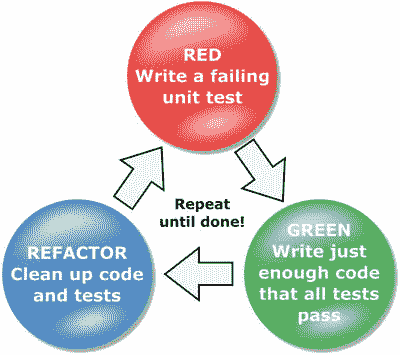 RED
Write a failing
unit test
Repeat
until done!
GREEN
Write just
enough code
that all tests
pass
REFACTOR
Clean up code
and tests